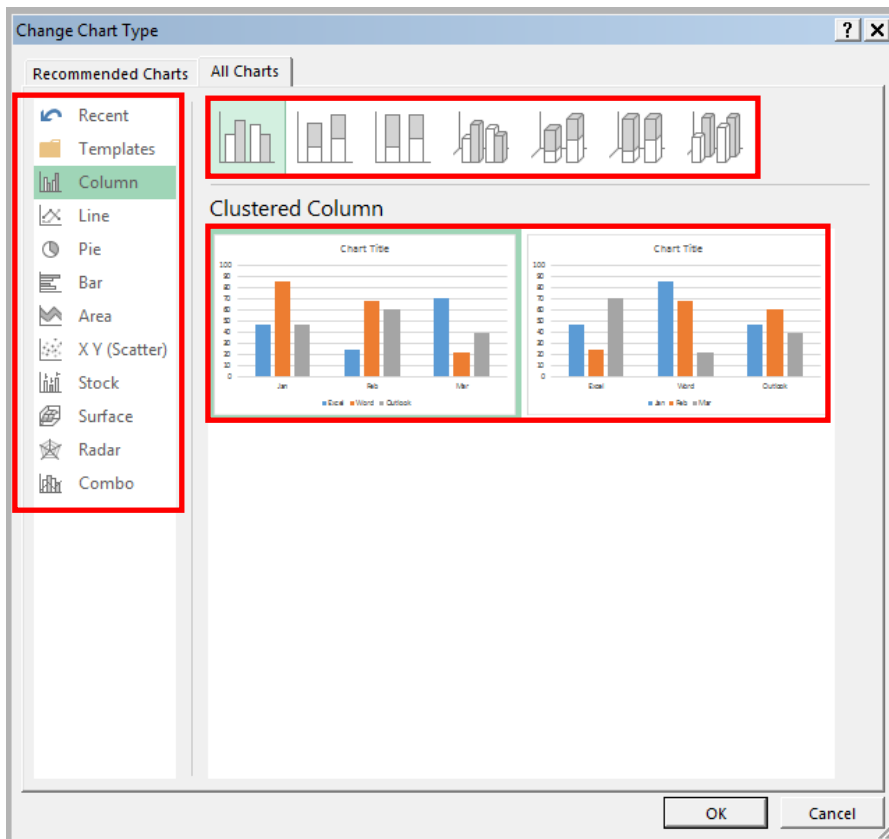 Change Chart Type
?
Recommended Charts
All Charts
Recent
Templates
Column
Line
Pie
Bar
Area
X Y (Scatter)
Stock
Surface
Radar
Combo
Clustered Column
Chart Title
100
90
80
70
60
50
40
30
20
10
0
Jan Feb Mar
Excel Word Outlook
Chart Title
100
90
80
70
60
50
40
30
20
10
0
Excel Word Outlook
Jan Feb Mar
OK
Cancel